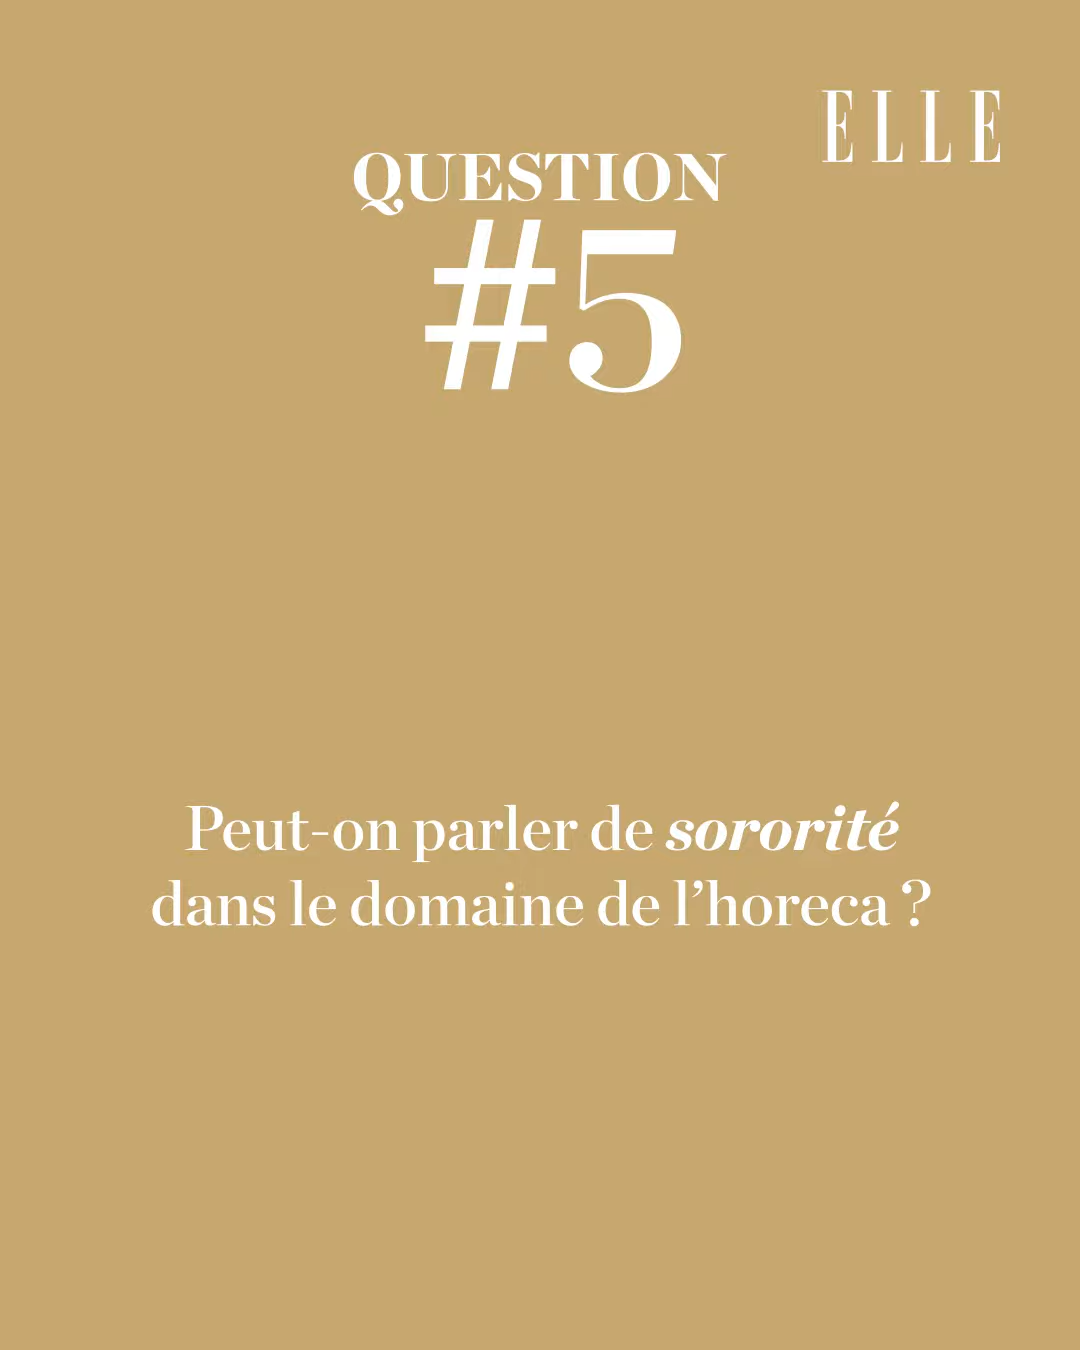 ELLE
QUESTION
#5
Peut-on parler de sororité
dans le domaine de l’horeca ?